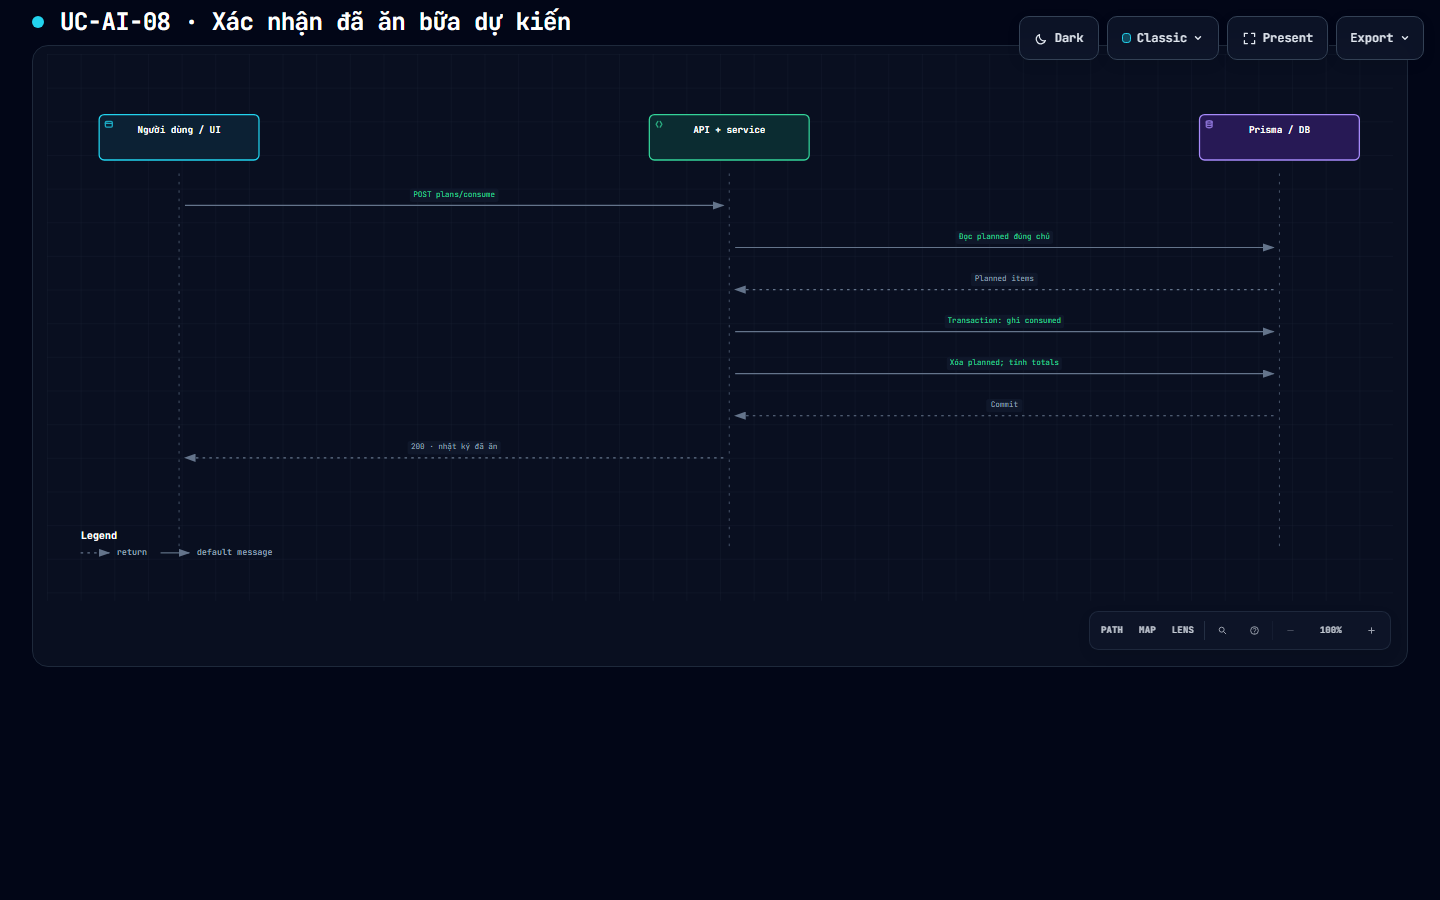 UC-AI-08 · Xác nhận đã ăn bữa dự kiến
Dark
Classic
Present
Export
Người dùng / UI
API + service
Prisma / DB
POST plans/consume
Đọc planned đúng chủ
Planned items
Transaction: ghi consumed
Xóa planned; tính totals
Commit
200 · nhật ký đã ăn
Legend
return
default message
PATH
MAP
LENS
100%